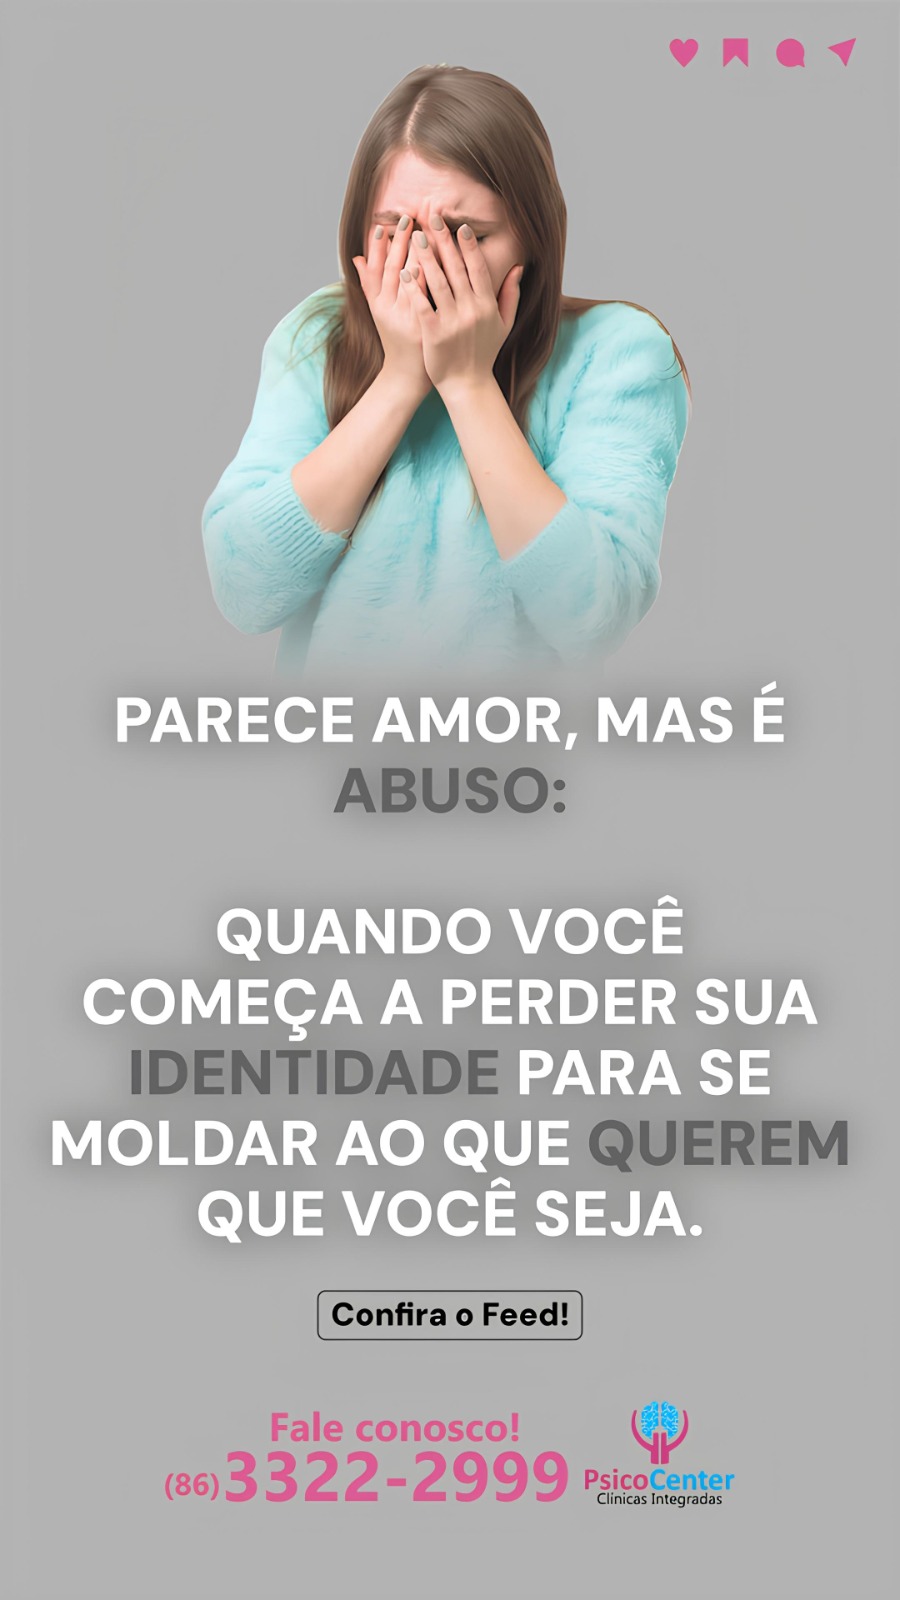 PARECE AMOR, MAS É
ABUSO:
QUANDO VOCÊ
COMEÇA A PERDER SUA
IDENTIDADE PARA SE
MOLDAR AO QUE QUEREM
QUE VOCÊ SEJA.
Confira o Feed!
Fale conosco!
(86) 3322-2999
PsicoCenter
Clínicas Integradas